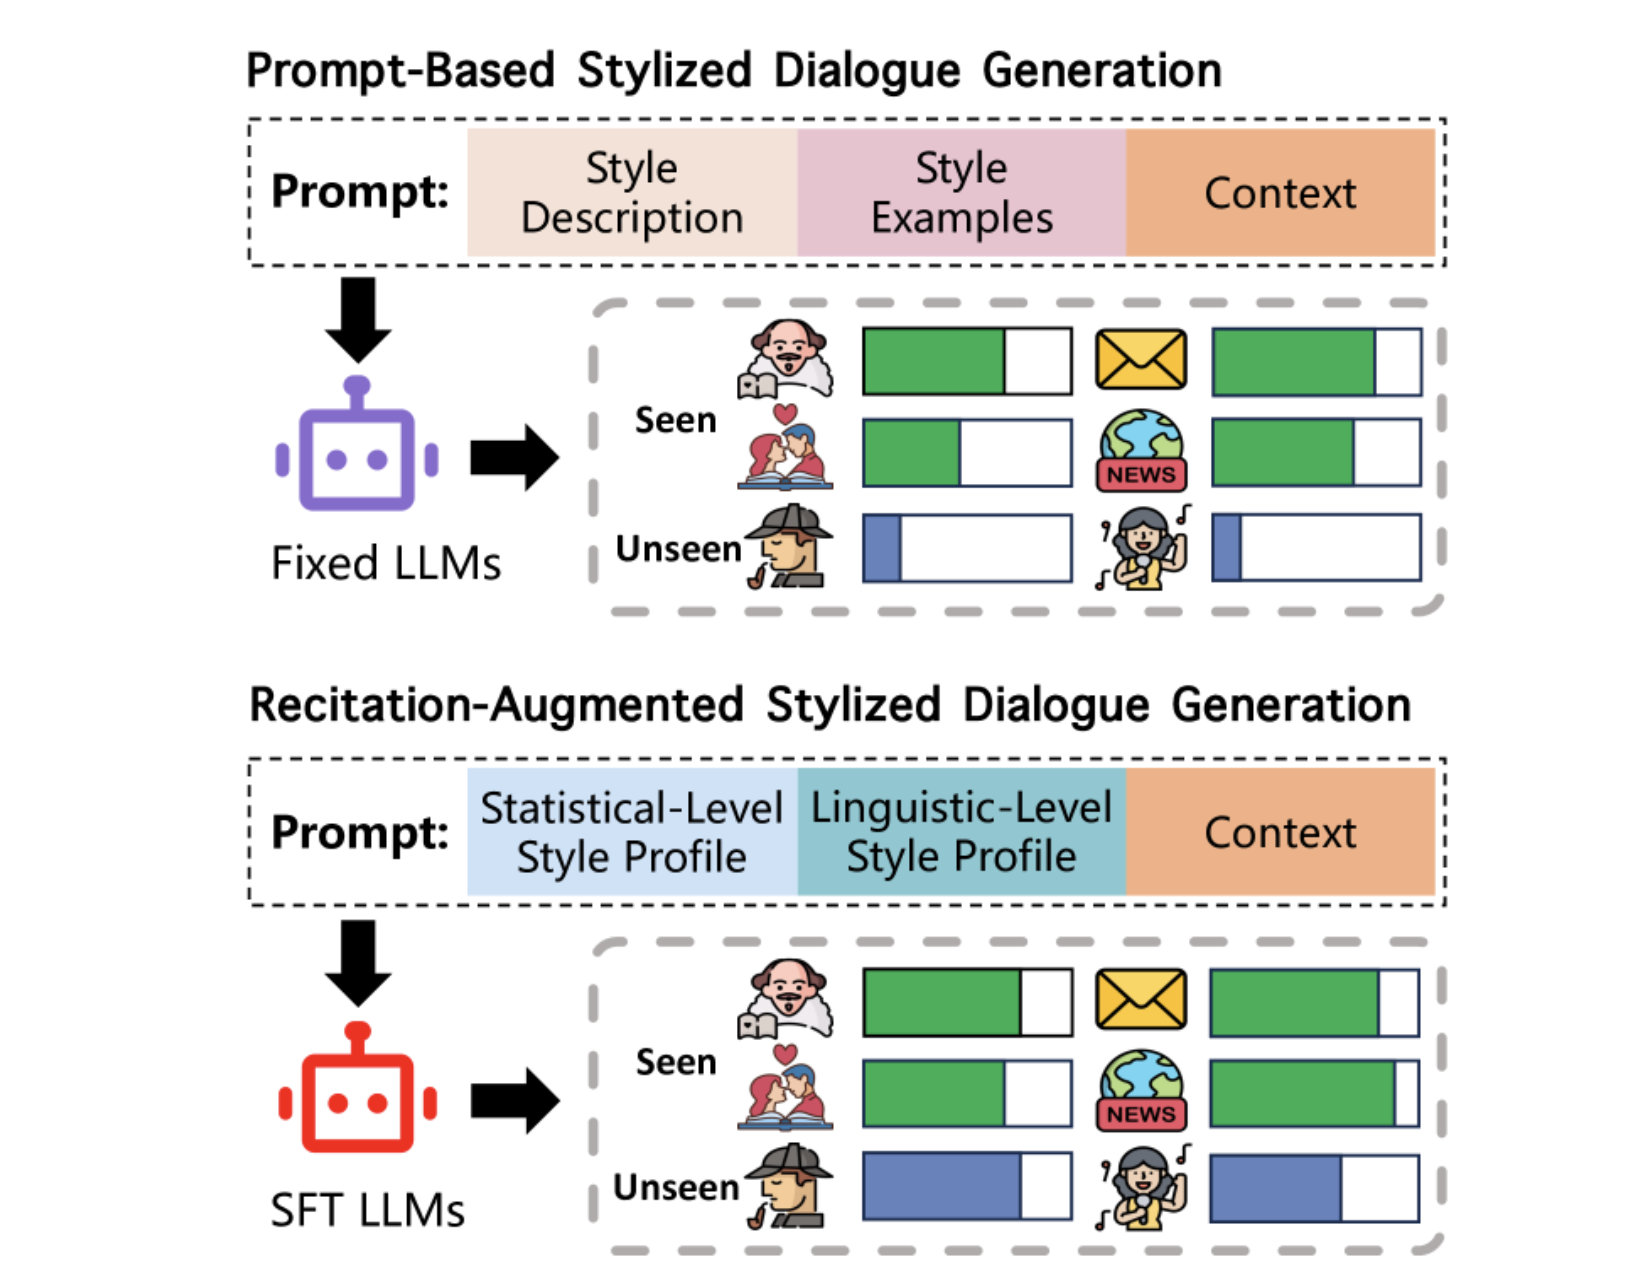 Prompt-Based Stylized Dialogue Generation
Prompt:
Style
Description
Style
Examples
Context
Fixed LLMs
Seen
NEWS
Unseen
Recitation-Augmented Stylized Dialogue Generation
Prompt:
Statistical-Level
Style Profile
Linguistic-Level
Style Profile
Context
SFT LLMs
Seen
NEWS
Unseen